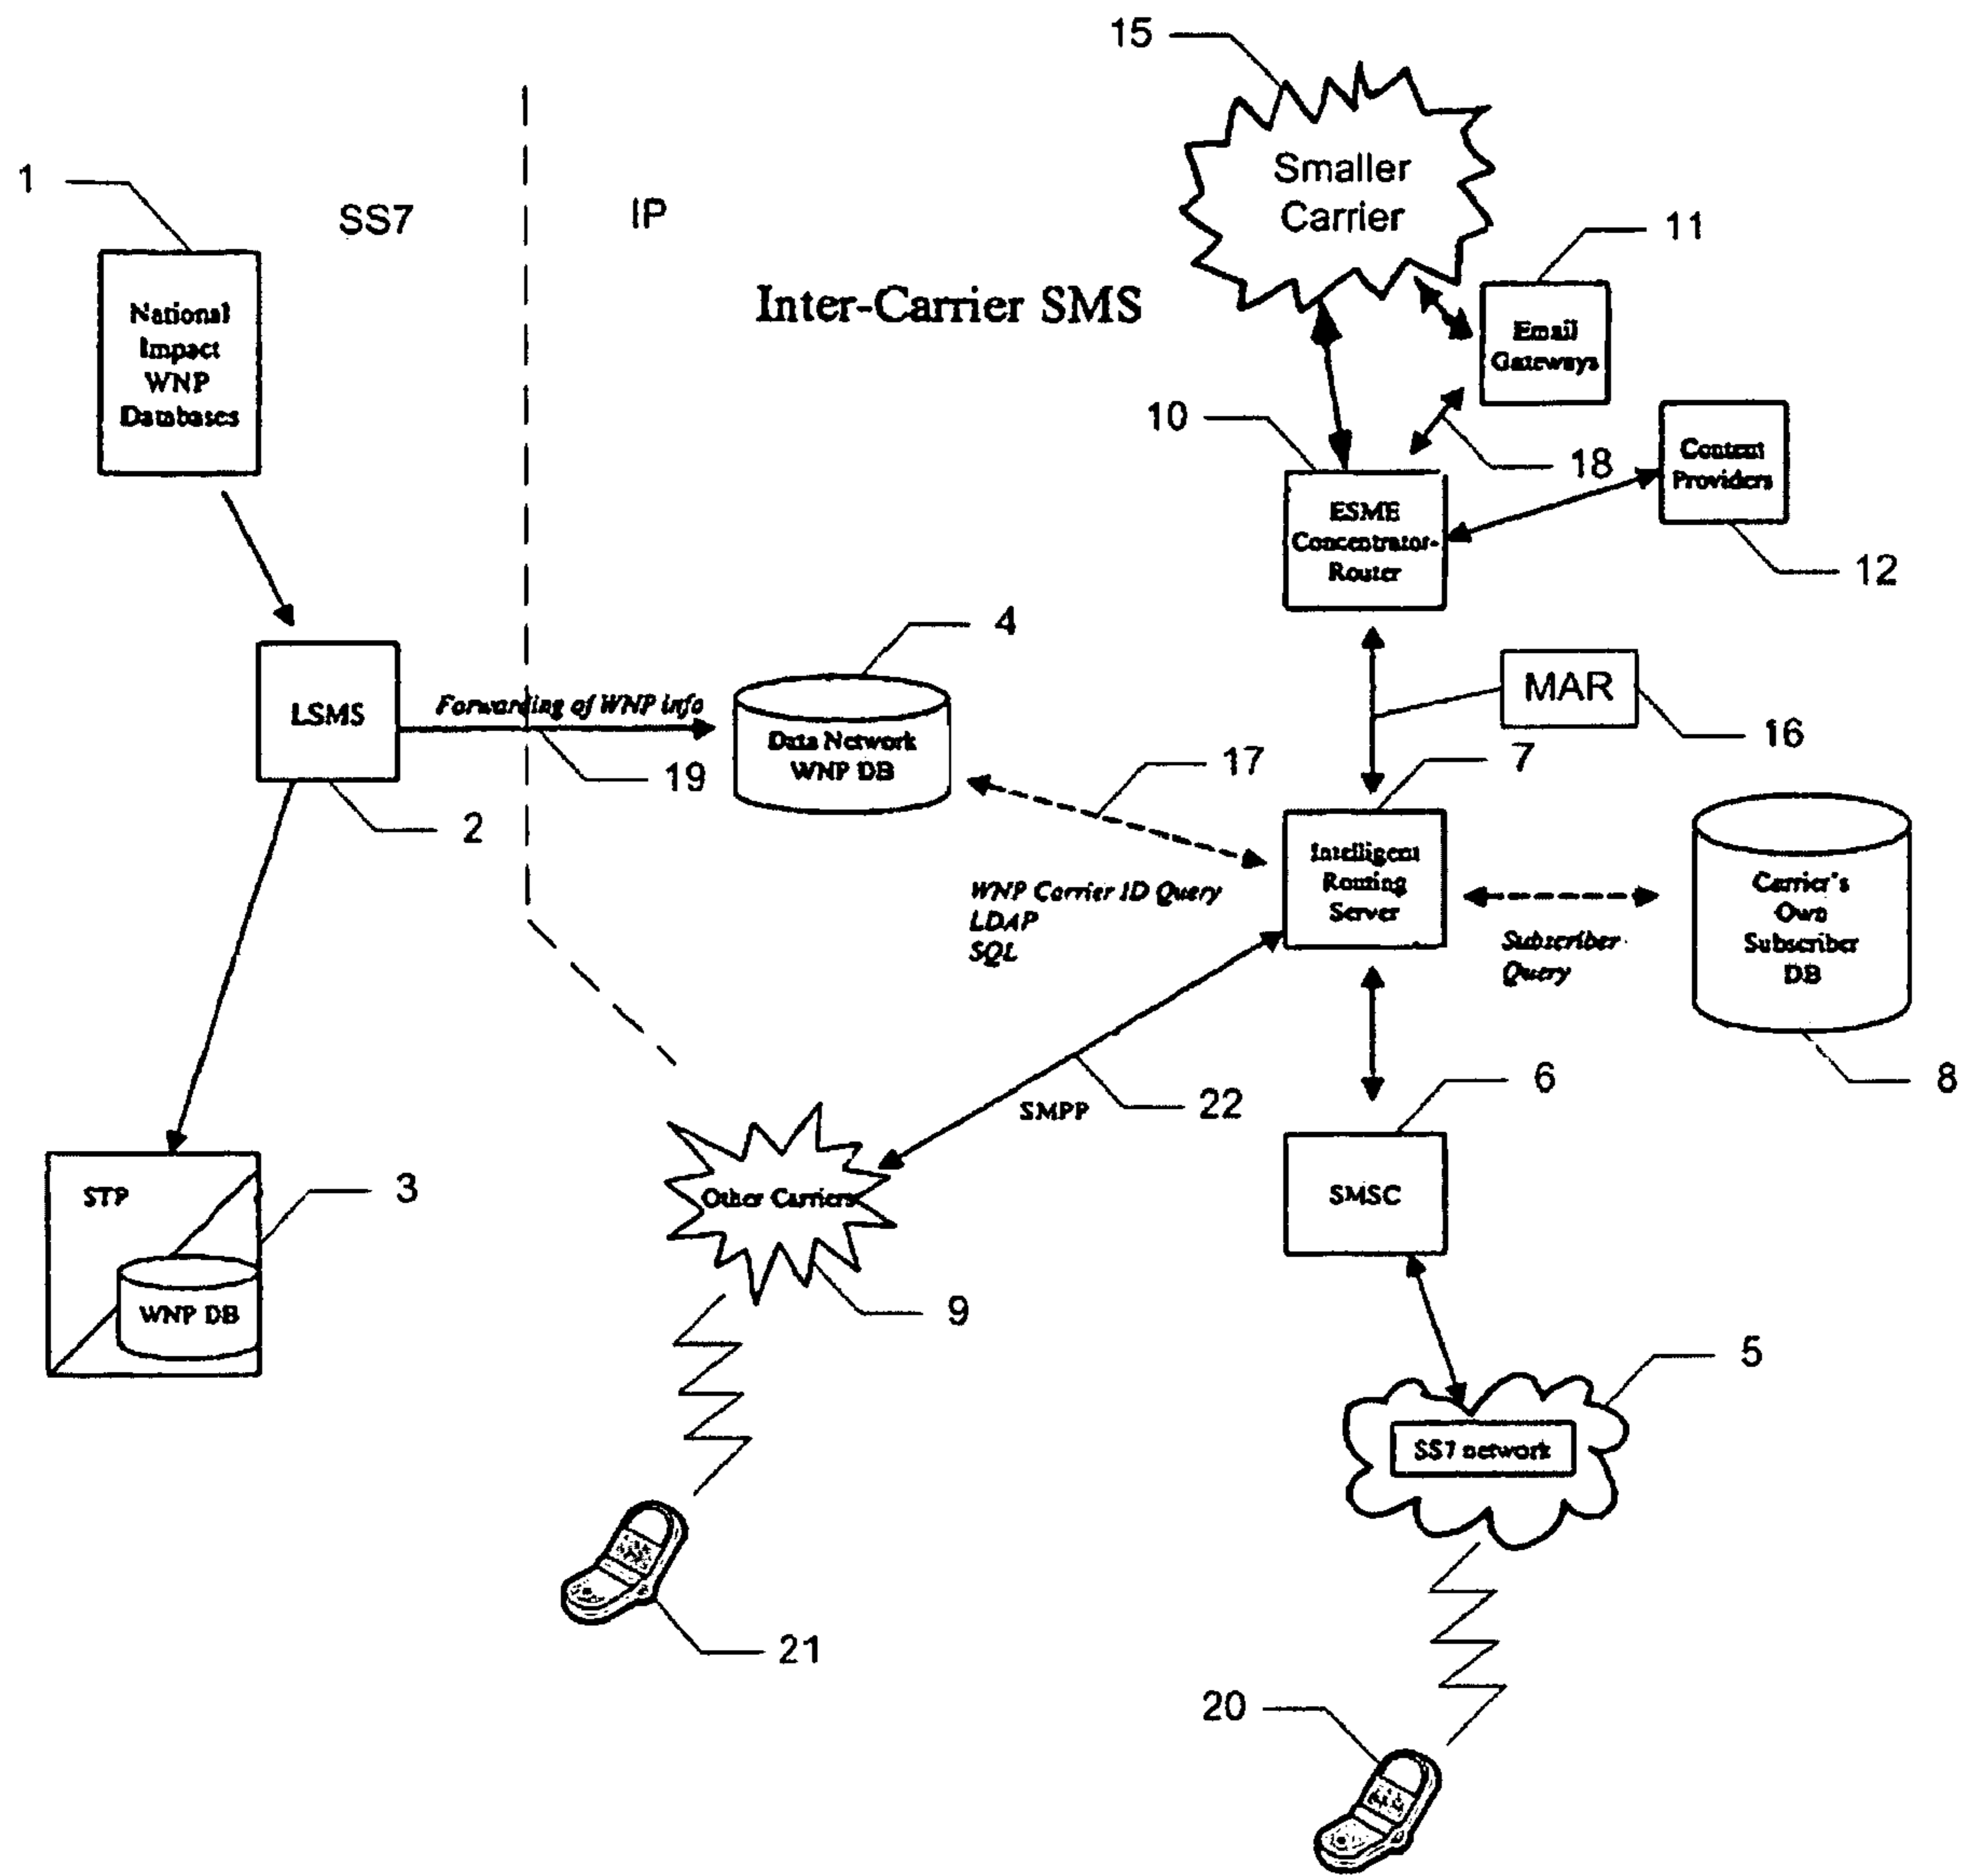 15
Smaller
Carrier
1
SS7
IP
11
National
Impact
WNP
Databases
Inter-Carrier SMS
Email
Gateways
10
18
Content
Providers
ESME
Concentrator-
Router
12
4
LSMS
Forwarding of WNP info
MAR
16
Data Network
WNP DB
19
17
7
2
Intelligent
Routing
Server
Carrier's
Own
Subscriber
DB
WNP Carrier ID Query
LDAP
SQL
Subscriber
Query
6
8
22
SMPP
STP
3
Other Carriers
SMSC
WNP DB
9
5
SS7 network
21
20